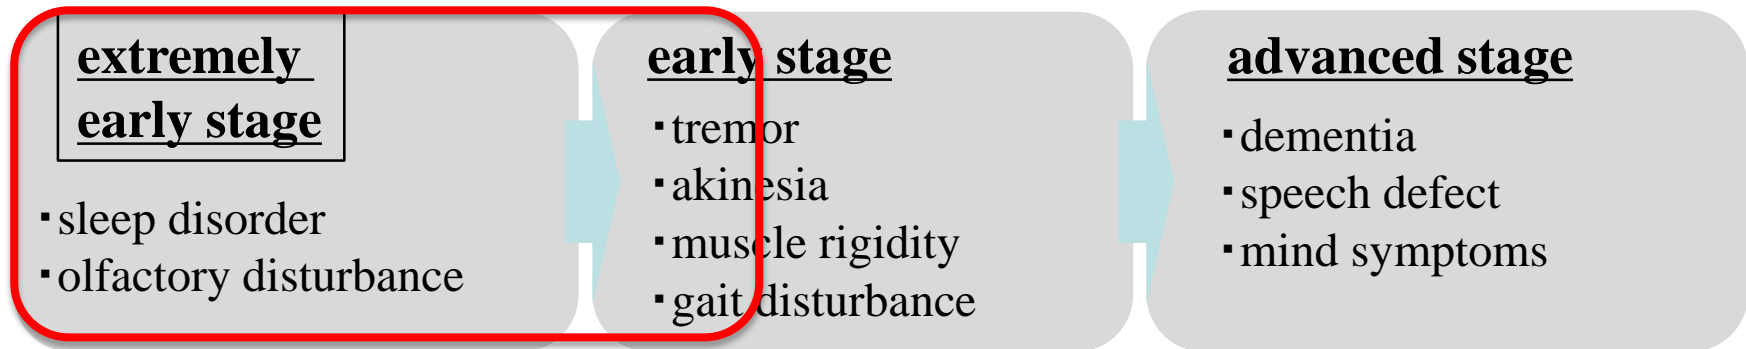 extremely
early stage
・sleep disorder
・olfactory disturbance
early stage
・tremor
・akinesia
・muscle rigidity
・gait disturbance
advanced stage
・dementia
・speech defect
・mind symptoms